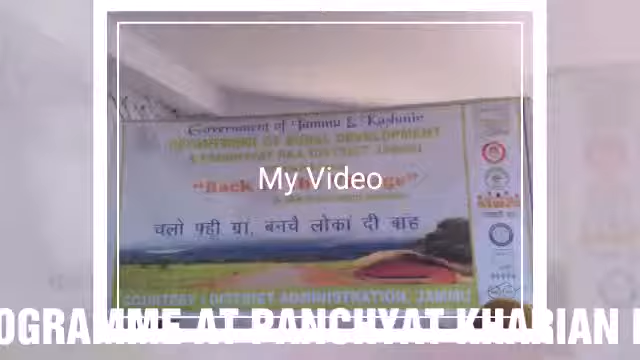 Government of Jammu & Kashmir
DEPARTMENT OF RURAL DEVELOPMENT
& PANCHAYAT RAJ DISTRICT JAMMU
"Back
My Video
चलो फ्ही ग्रां, बनचै लोका दी बाह
COURTESY : DISTRICT ADMINISTRATION, JAMMU
OGRAMME AT PANCHYAT KHARIAN